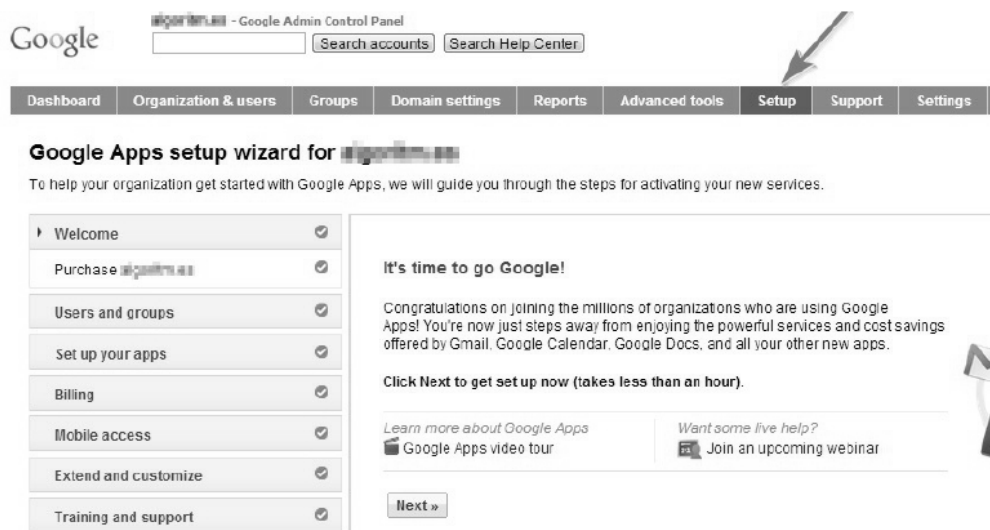 Google
- Google Admin Control Panel
Search accounts
Search Help Center
Dashboard
Organization & users
Groups
Domain settings
Reports
Advanced tools
Setup
Support
Settings
Google Apps setup wizard for
To help your organization get started with Google Apps, we will guide you through the steps for activating your new services.
Welcome
Purchase
Users and groups
Set up your apps
Billing
Mobile access
Extend and customize
Training and support
It's time to go Google!
Congratulations on joining the millions of organizations who are using Google
Apps! You're now just steps away from enjoying the powerful services and cost savings
offered by Gmail, Google Calendar, Google Docs, and all your other new apps.
Click Next to get set up now (takes less than an hour).
Learn more about Google Apps
Google Apps video tour
Want some live help?
Join an upcoming webinar
Next »